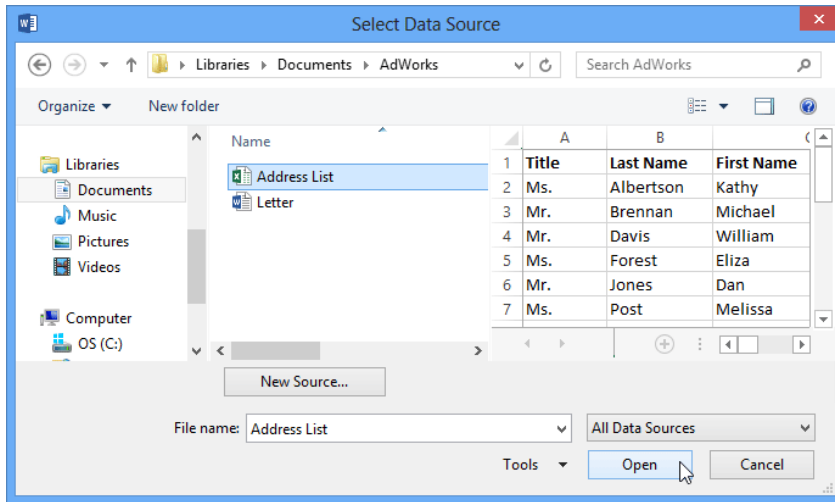 Select Data Source
Libraries Documents AdWorks
Search AdWorks
Organize New folder
Libraries
Documents
Music
Pictures
Videos
Computer
OS (C:)
Name
Address List
Letter
A B C
1 Title Last Name First Name
2 Ms. Albertson Kathy
3 Mr. Brennan Michael
4 Mr. Davis William
5 Ms. Forest Eliza
6 Mr. Jones Dan
7 Ms. Post Melissa
New Source...
File name: Address List
All Data Sources
Tools Open Cancel